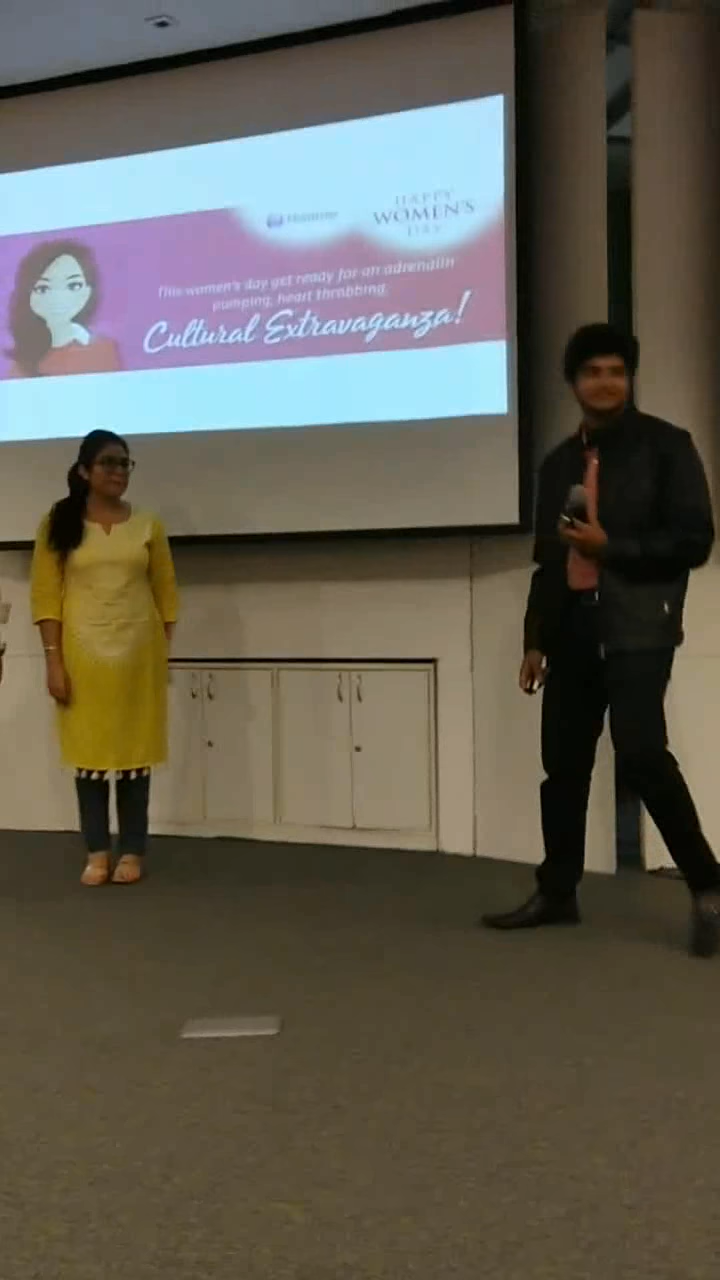 HAPPY
WOMEN'S
DAY
This women's day get ready for an adrenalin
pumping, heart throbbing
Cultural Extravaganza!